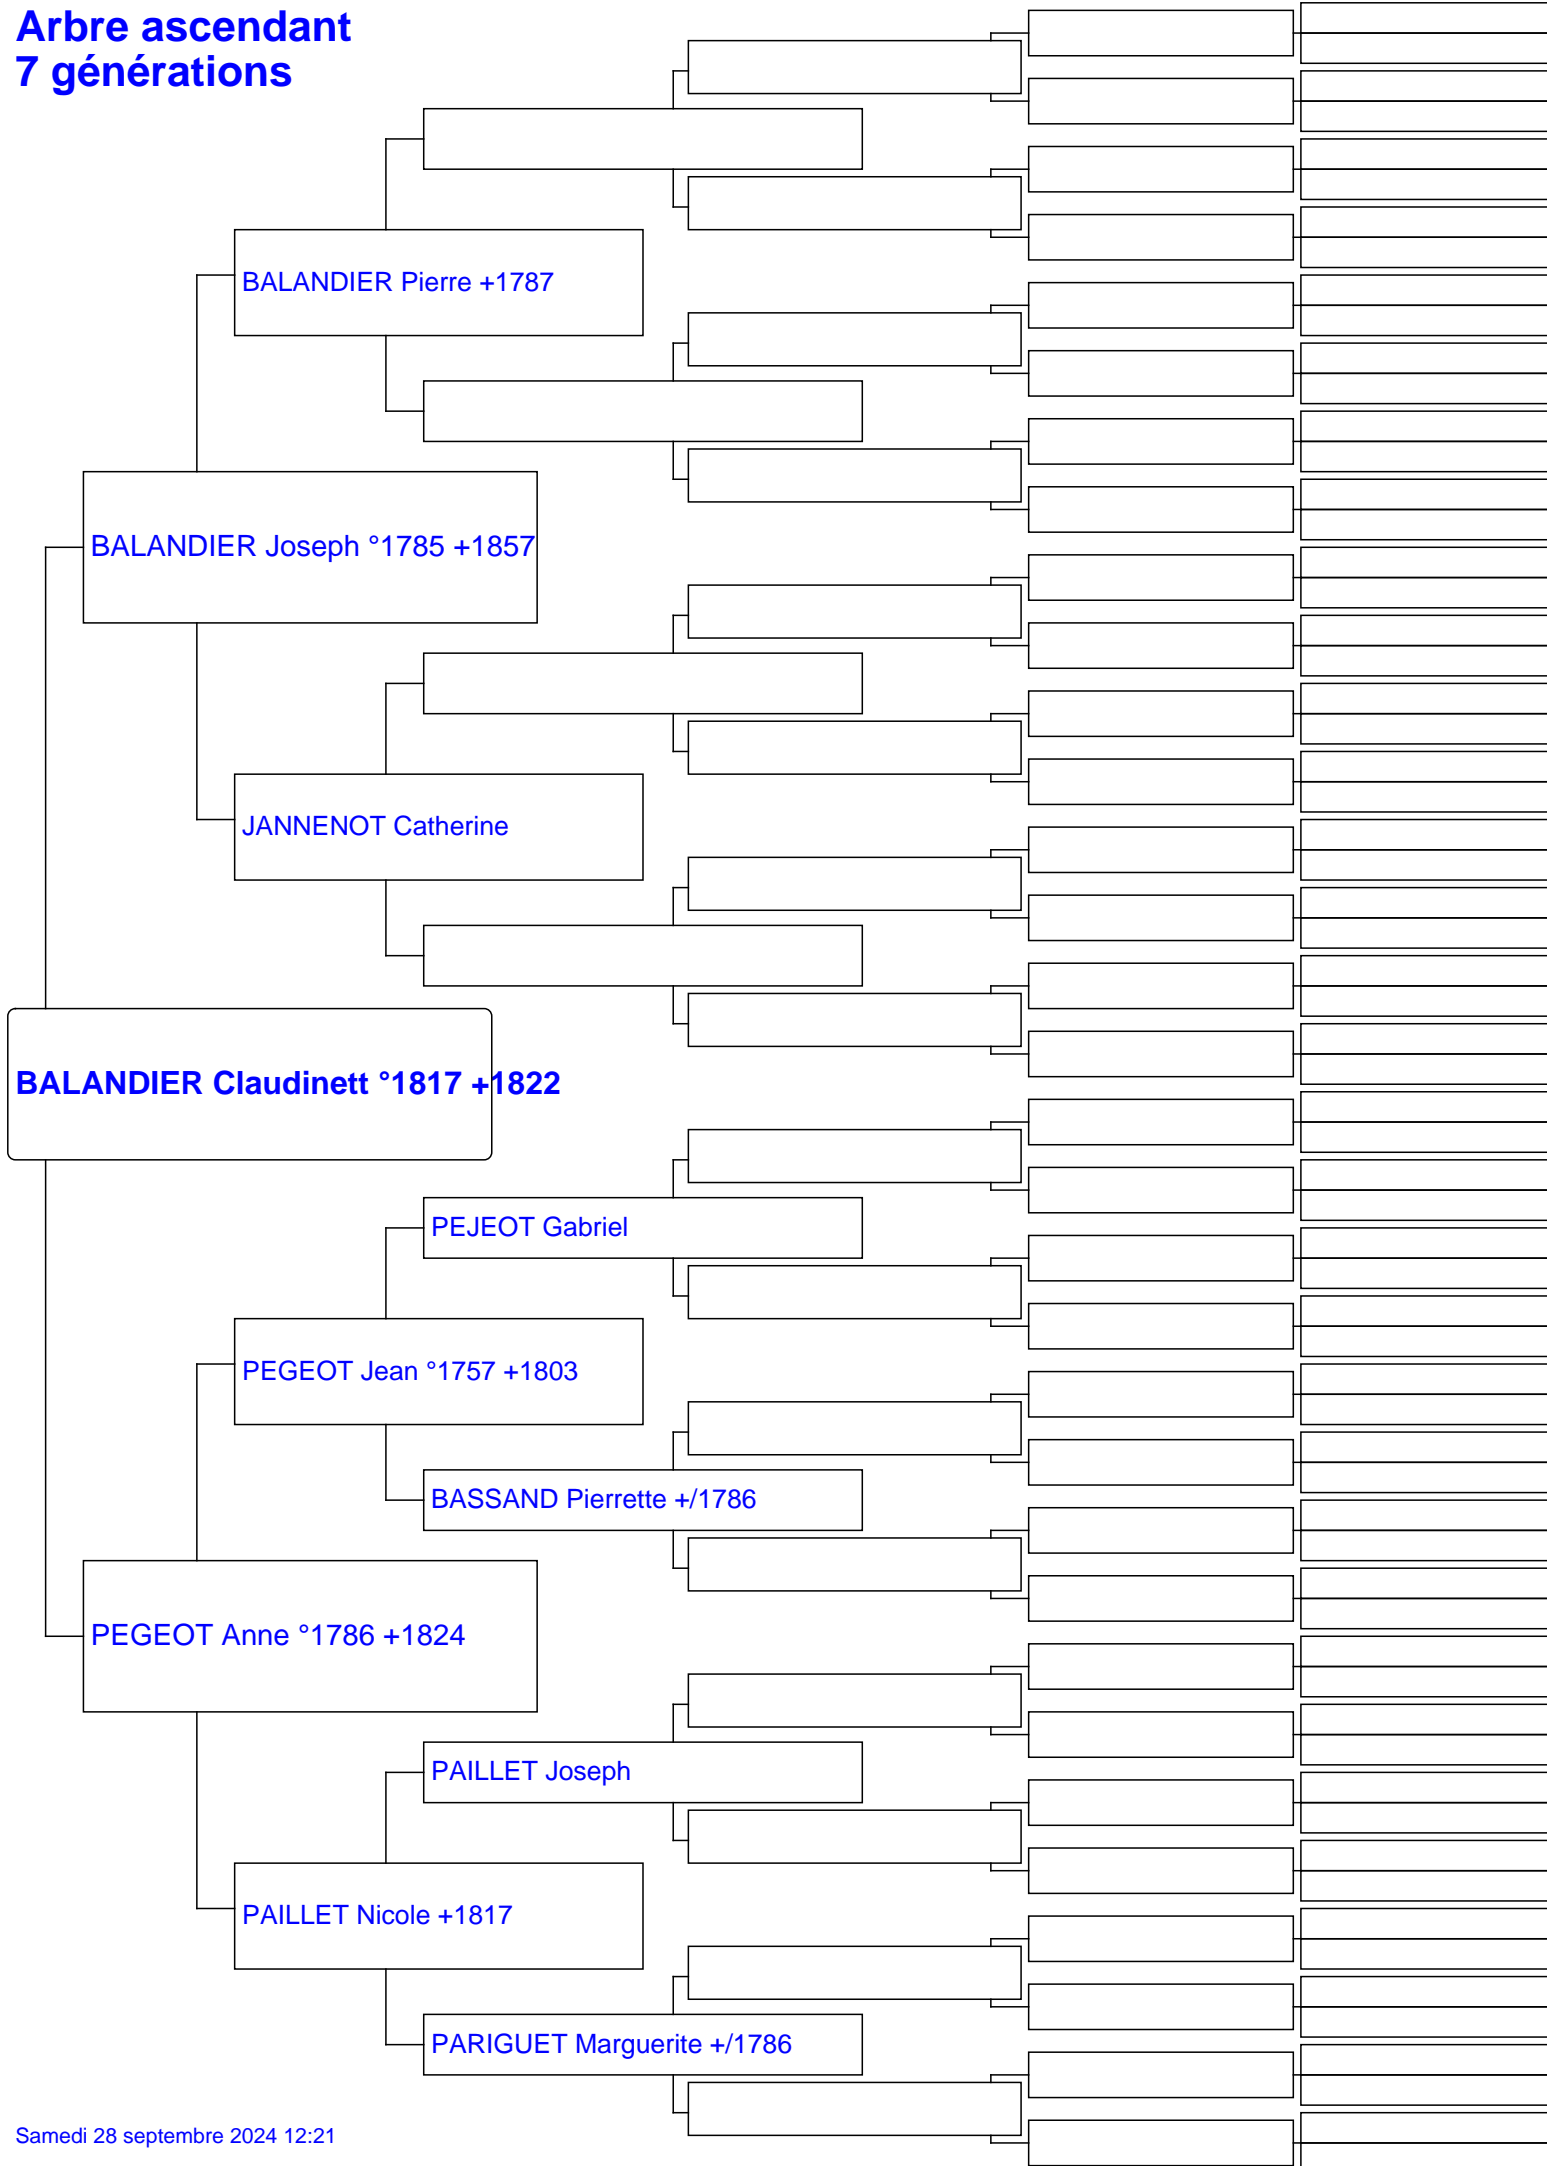 Arbre ascendant
7 générations
BALANDIER Pierre +1787
BALANDIER Joseph °1785 +1857
JANNENOT Catherine
BALANDIER Claudinett °1817 +1822
PEJEOT Gabriel
PEGEOT Jean °1757 +1803
BASSAND Pierrette +/1786
PEGEOT Anne °1786 +1824
PAILLET Joseph
PAILLET Nicole +1817
PARIGUET Marguerite +/1786
Samedi 28 septembre 2024 12:21